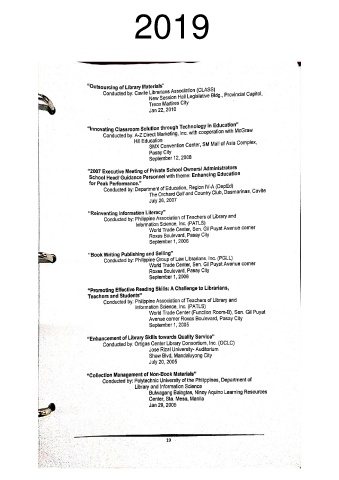 2019
"Outsourcing of Library Materials"
Conducted by: Cavite Librarians Association (CLASS)
New Session Hall Legislative Bldg., Provincial Capitol,
Trece Martires City
Jan 22, 2010
"Innovating Classroom Solution through Technology in Education"
Conducted by: A-Z Direct Marketing, Inc. with cooperation with McGraw
Hill Education
SMX Convention Center, SM Mall of Asia Complex,
Pasay City
September 12, 2008
"2007 Executive Meeting of Private School Owners/ Administrators
School Head/ Guidance Personnel with theme: Enhancing Education
for Peak Performance."
Conducted by: Department of Education, Region IV-A (DepEd)
The Orchard Golf and Country Club, Dasmarinas, Cavite
July 26, 2007
"Reinventing Information Literacy"
Conducted by: Philippine Association of Teachers of Library and
Information Science, Inc. (PATLS)
World Trade Center, Sen. Gil Puyat Avenue corner
Roxas Boulevard, Pasay City
September 1, 2006
"Book Writing Publishing and Selling"
Conducted by: Philippine Group of Law Librarians, Inc. (PGLL)
World Trade Center, Sen. Gil Puyat Avenue corner
Roxas Boulevard, Pasay City
September 1, 2006
"Promoting Effective Reading Skills: A Challenge to Librarians,
Teachers and Students"
Conducted by: Philippine Association of Teachers of Library and
Information Science, Inc. (PATLS)
World Trade Center (Function Room-B), Sen. Gil Puyat
Avenue corner Roxas Boulevard, Pasay City
September 1, 2005
"Enhancement of Library Skills towards Quality Service"
Conducted by: Ortigas Center Library Consortium, Inc. (OCLC)
Jose Rizal University- Auditorium
Shaw Blvd, Mandaluyong City
July 20, 2005
"Collection Management of Non-Book Materials"
Conducted by: Polytechnic University of the Philippines, Department of
Library and Information Science
Bulwagang Balagtas, Ninoy Aquino Learning Resources
Center, Sta. Mesa, Manila
Jan 28, 2005
19